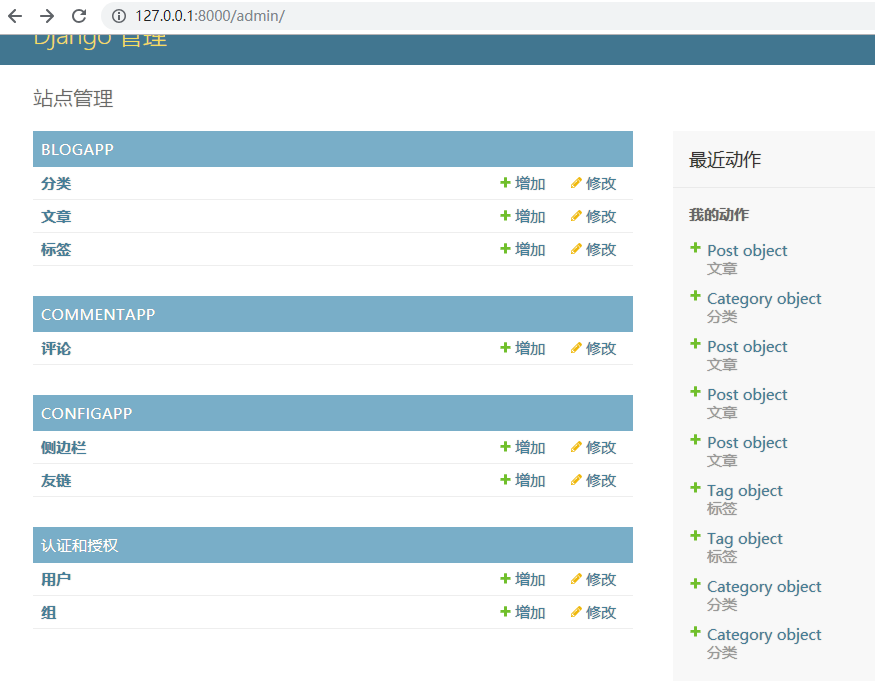 127.0.0.1:8000/admin/
Django 管理
站点管理
BLOGAPP
分类 增加 修改
文章 增加 修改
标签 增加 修改
COMMENTAPP
评论 增加 修改
CONFIGAPP
侧边栏 增加 修改
友链 增加 修改
认证和授权
用户 增加 修改
组 增加 修改
最近动作
我的动作
Post object
文章
Category object
分类
Post object
文章
Post object
文章
Post object
文章
Tag object
标签
Tag object
标签
Category object
分类
Category object
分类